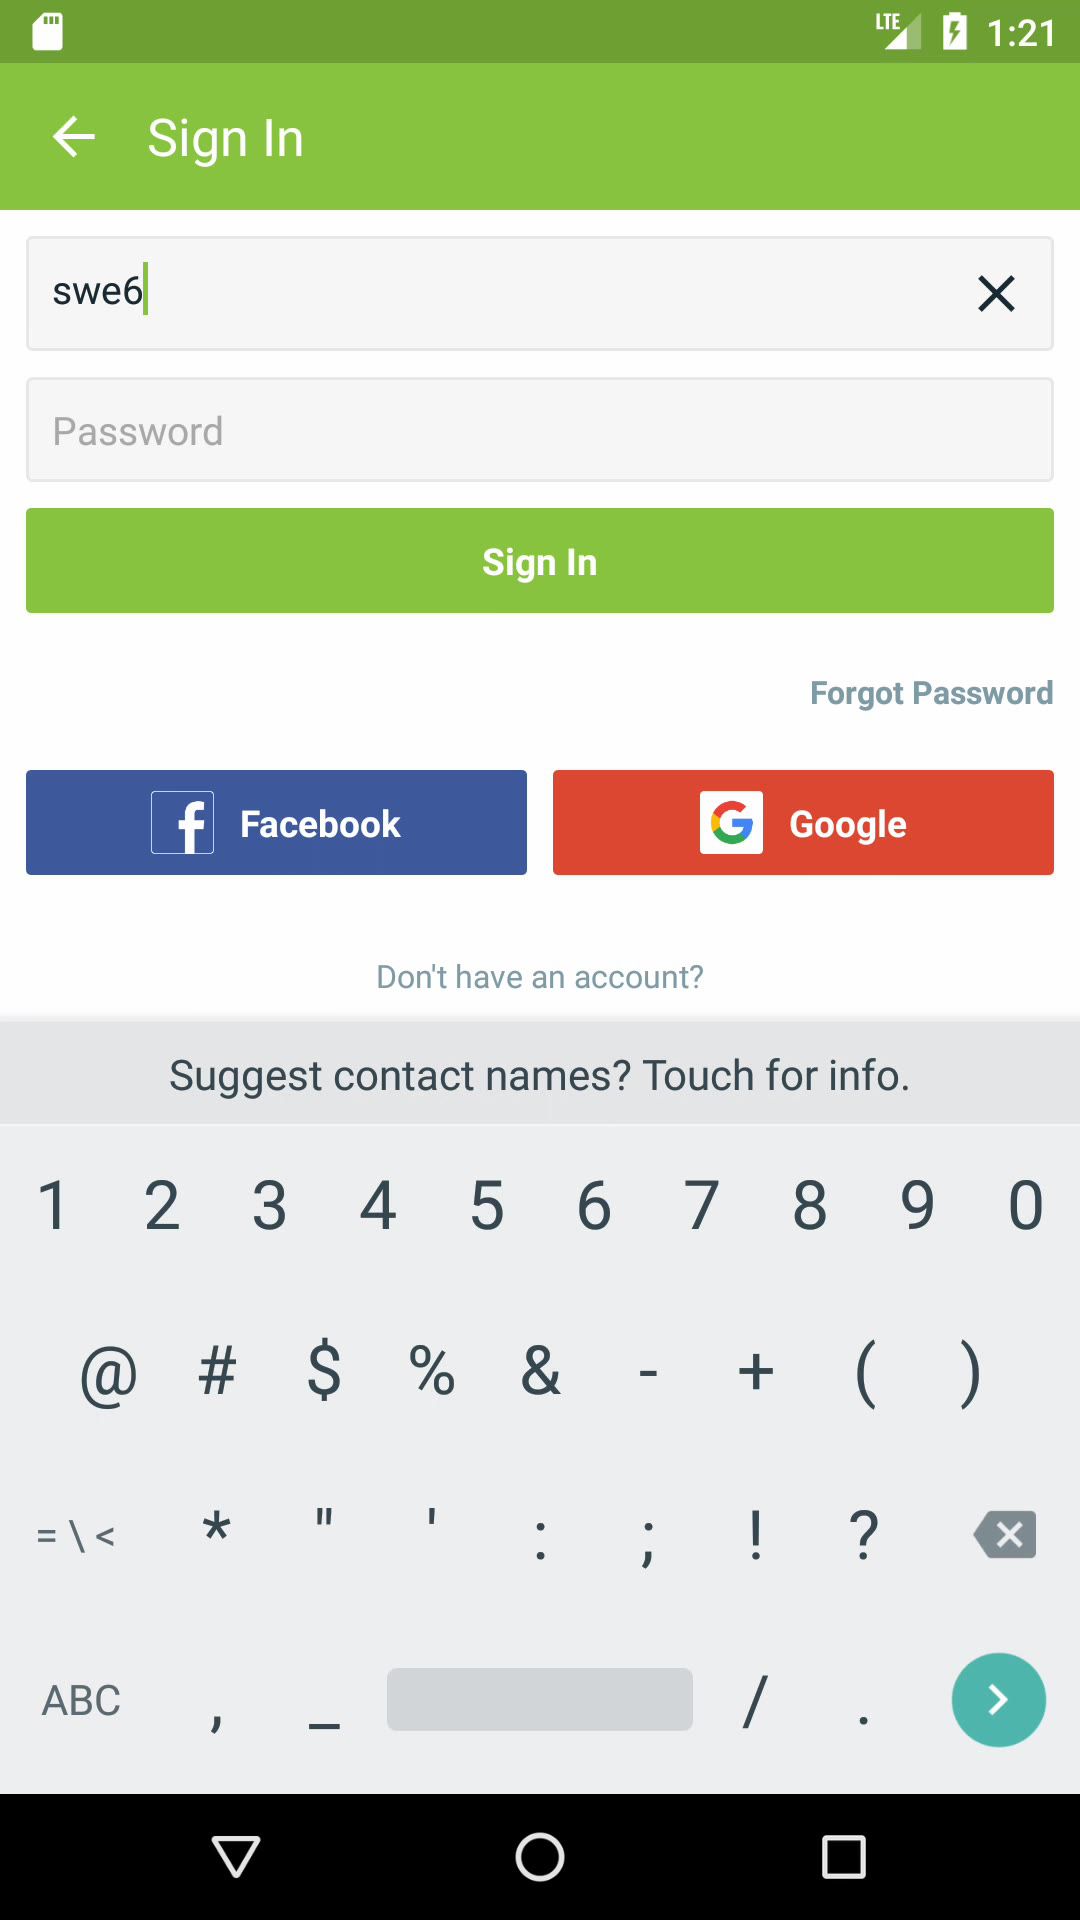 LTE 1:21
Sign In
swe6
Password
Sign In
Forgot Password
Facebook Google
Don't have an account?
Suggest contact names? Touch for info.
1 2 3 4 5 6 7 8 9 0
@ # $ % & - + ( )
= \ < * " ' : ; ! ?
ABC , _ / .